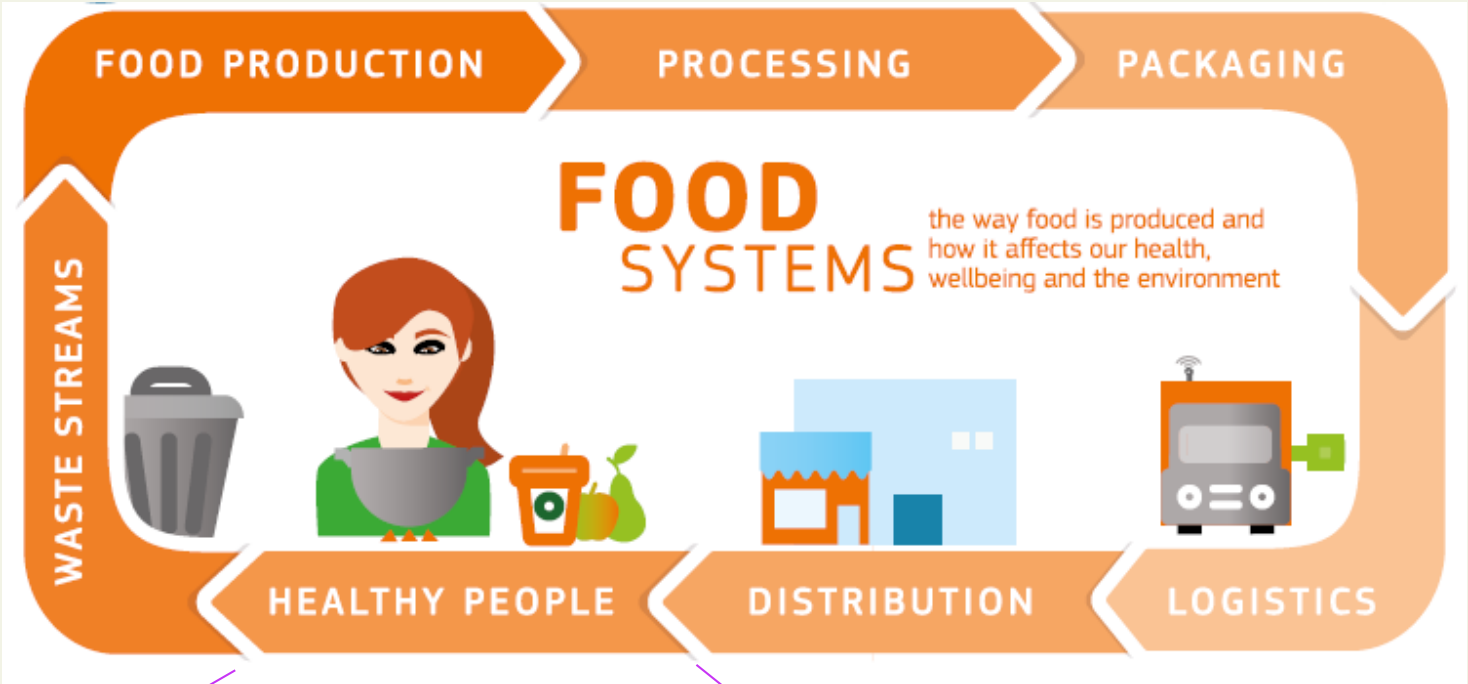 FOOD PRODUCTION
PROCESSING
PACKAGING
FOOD
SYSTEMS
the way food is produced and
how it affects our health,
wellbeing and the environment
WASTE STREAMS
HEALTHY PEOPLE
DISTRIBUTION
LOGISTICS